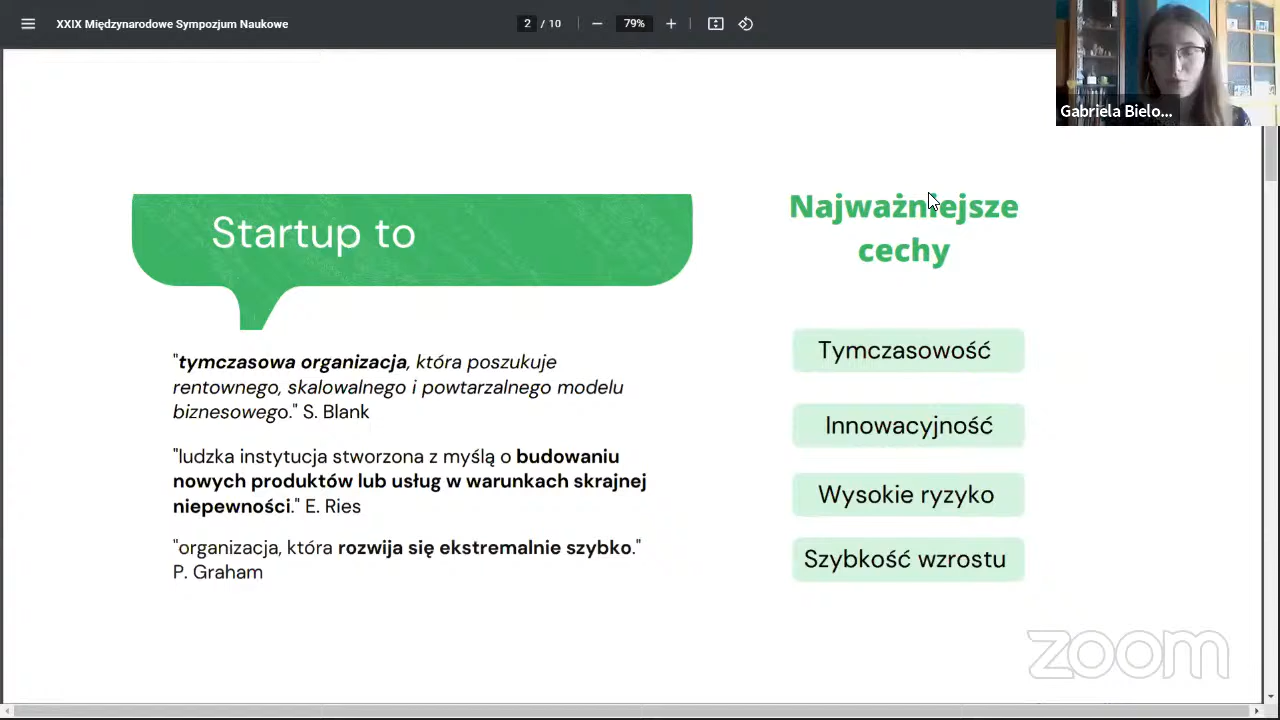 XXIX Międzynarodowe Sympozjum Naukowe
2 / 10
79%
Gabriela Bielo...
Startup to
"tymczasowa organizacja, która poszukuje
rentownego, skalowalnego i powtarzalnego modelu
biznesowego." S. Blank
"ludzka instytucja stworzona z myślą o budowaniu
nowych produktów lub usług w warunkach skrajnej
niepewności." E. Ries
"organizacja, która rozwija się ekstremalnie szybko."
P. Graham
Najważniejsze
cechy
Tymczasowość
Innowacyjność
Wysokie ryzyko
Szybkość wzrostu
zoom